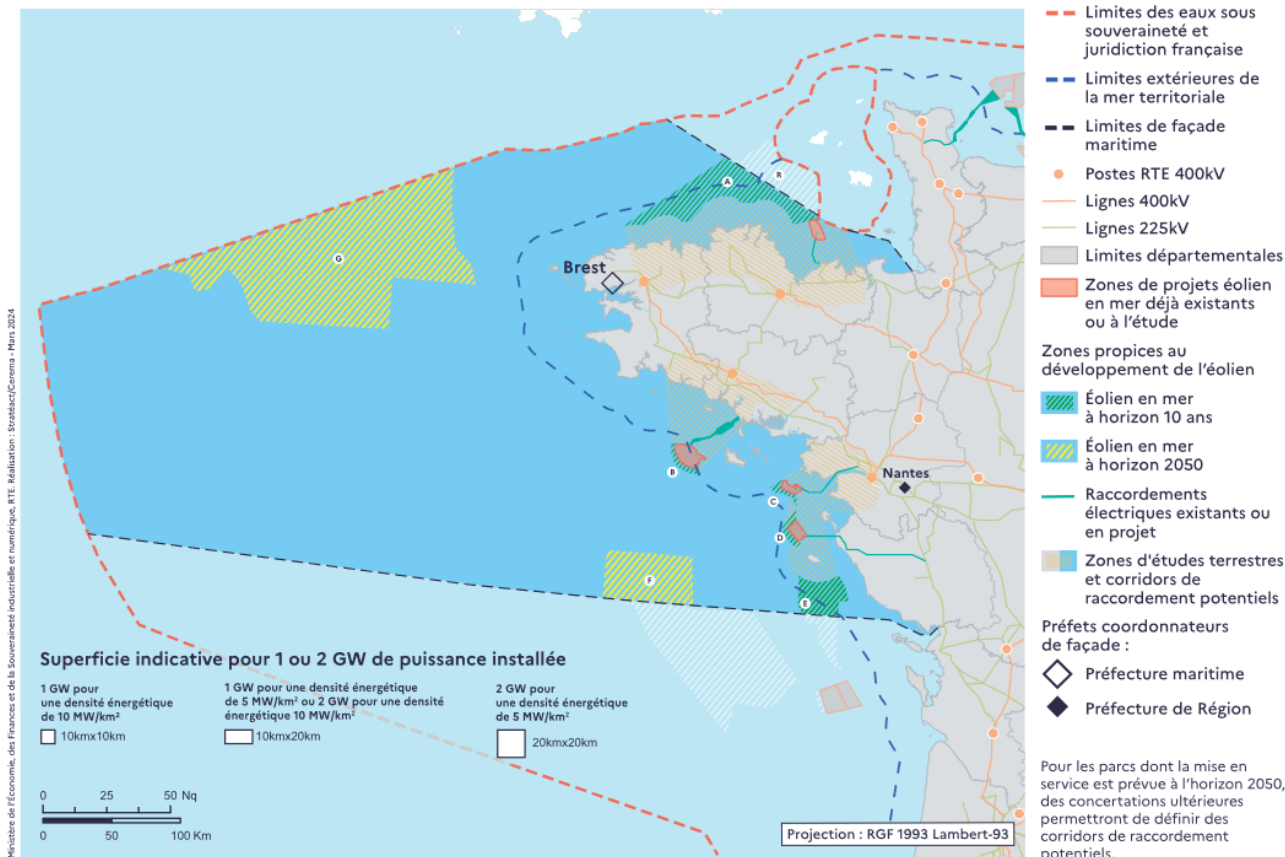 Limites des eaux sous
souveraineté et
juridiction française
Limites extérieures de
la mer territoriale
Limites de façade
maritime
Postes RTE 400kV
Lignes 400kV
Lignes 225kV
Limites départementales
Zones de projets éolien
en mer déjà existants
ou à l'étude
Zones propices au
développement de l'éolien
Éolien en mer
à horizon 10 ans
Éolien en mer
à horizon 2050
Raccordements
électriques existants ou
en projet
Zones d'études terrestres
et corridors de
raccordement potentiels
Préfets coordonnateurs
de façade :
Préfecture maritime
Préfecture de Région
Pour les parcs dont la mise en
service est prévue à l'horizon 2050,
des concertations ultérieures
permettront de définir des
corridors de raccordement
potentiels.
A
R
G
Brest
B
Nantes
C
D
F
E
Superficie indicative pour 1 ou 2 GW de puissance installée
1 GW pour
une densité énergétique
de 10 MW/km²
10kmx10km
1 GW pour une densité énergétique
de 5 MW/km² ou 2 GW pour une densité
énergétique 10 MW/km²
10kmx20km
2 GW pour
une densité énergétique
de 5 MW/km²
20kmx20km
0 25 50 Nq
0 50 100 Km
Projection : RGF 1993 Lambert-93
Ministère de l'Économie, des Finances et de la Souveraineté industrielle et numérique, RTE. Réalisation : Stratéact/Cerema - Mars 2024